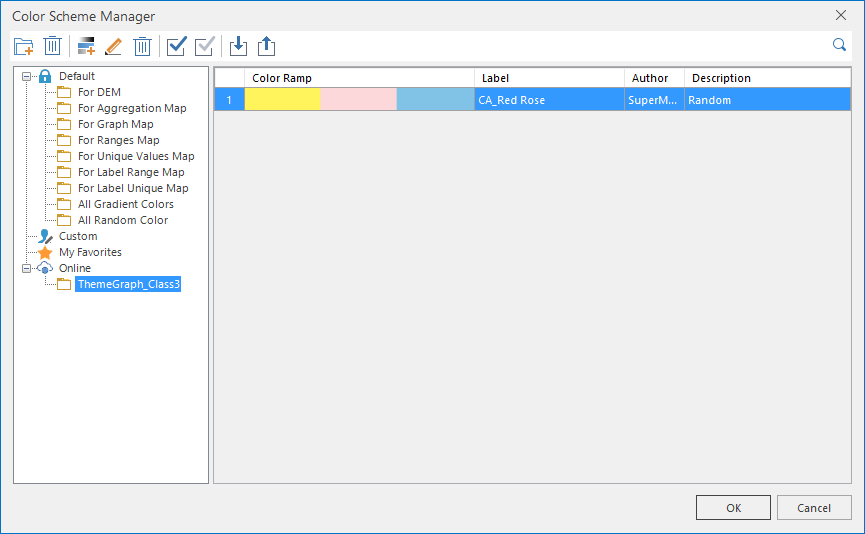 Color Scheme Manager
Default
For DEM
For Aggregation Map
For Graph Map
For Ranges Map
For Unique Values Map
For Label Range Map
For Label Unique Map
All Gradient Colors
All Random Color
Custom
My Favorites
Online
ThemeGraph_Class3
Color Ramp Label Author Description
1 CA_Red Rose SuperM... Random
OK Cancel